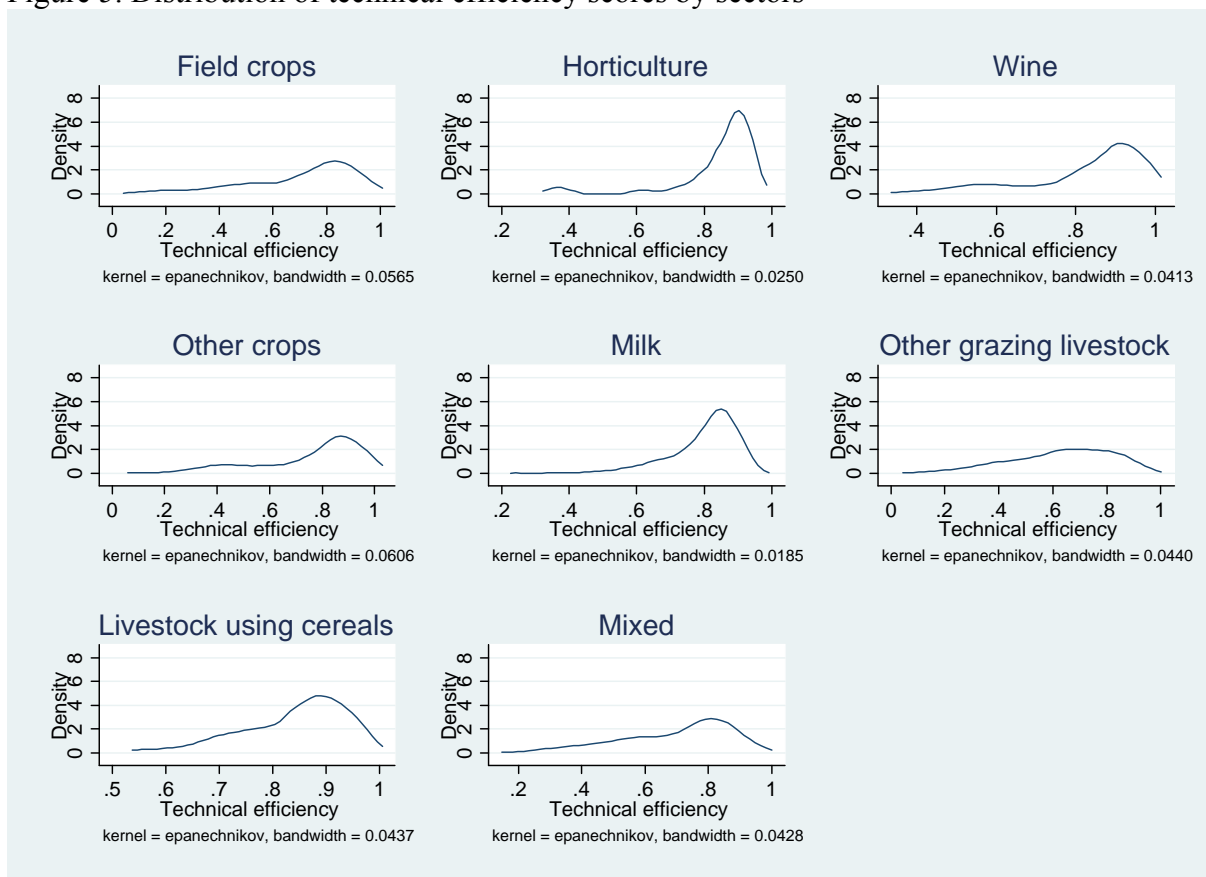 Figure 3. Distribution of technical efficiency scores by sectors
Field crops
Density
0 2 4 6 8
0 .2 .4 .6 .8 1
Technical efficiency
kernel = epanechnikov, bandwidth = 0.0565
Horticulture
Density
0 2 4 6 8
.2 .4 .6 .8 1
Technical efficiency
kernel = epanechnikov, bandwidth = 0.0250
Wine
Density
0 2 4 6 8
.4 .6 .8 1
Technical efficiency
kernel = epanechnikov, bandwidth = 0.0413
Other crops
Density
0 2 4 6 8
0 .2 .4 .6 .8 1
Technical efficiency
kernel = epanechnikov, bandwidth = 0.0606
Milk
Density
0 2 4 6 8
.2 .4 .6 .8 1
Technical efficiency
kernel = epanechnikov, bandwidth = 0.0185
Other grazing livestock
Density
0 2 4 6 8
0 .2 .4 .6 .8 1
Technical efficiency
kernel = epanechnikov, bandwidth = 0.0440
Livestock using cereals
Density
0 2 4 6 8
.5 .6 .7 .8 .9 1
Technical efficiency
kernel = epanechnikov, bandwidth = 0.0437
Mixed
Density
0 2 4 6 8
.2 .4 .6 .8 1
Technical efficiency
kernel = epanechnikov, bandwidth = 0.0428